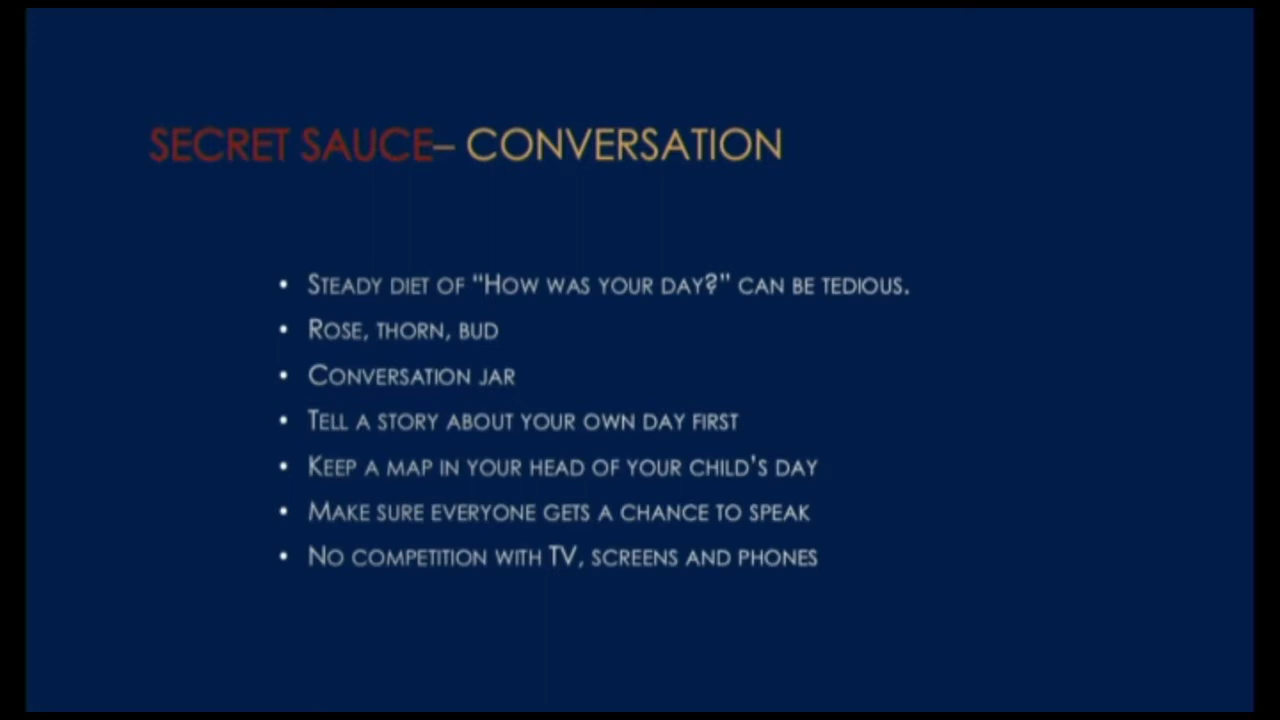 SECRET SAUCE– CONVERSATION
• STEADY DIET OF “HOW WAS YOUR DAY?” CAN BE TEDIOUS.
• ROSE, THORN, BUD
• CONVERSATION JAR
• TELL A STORY ABOUT YOUR OWN DAY FIRST
• KEEP A MAP IN YOUR HEAD OF YOUR CHILD’S DAY
• MAKE SURE EVERYONE GETS A CHANCE TO SPEAK
• NO COMPETITION WITH TV, SCREENS AND PHONES